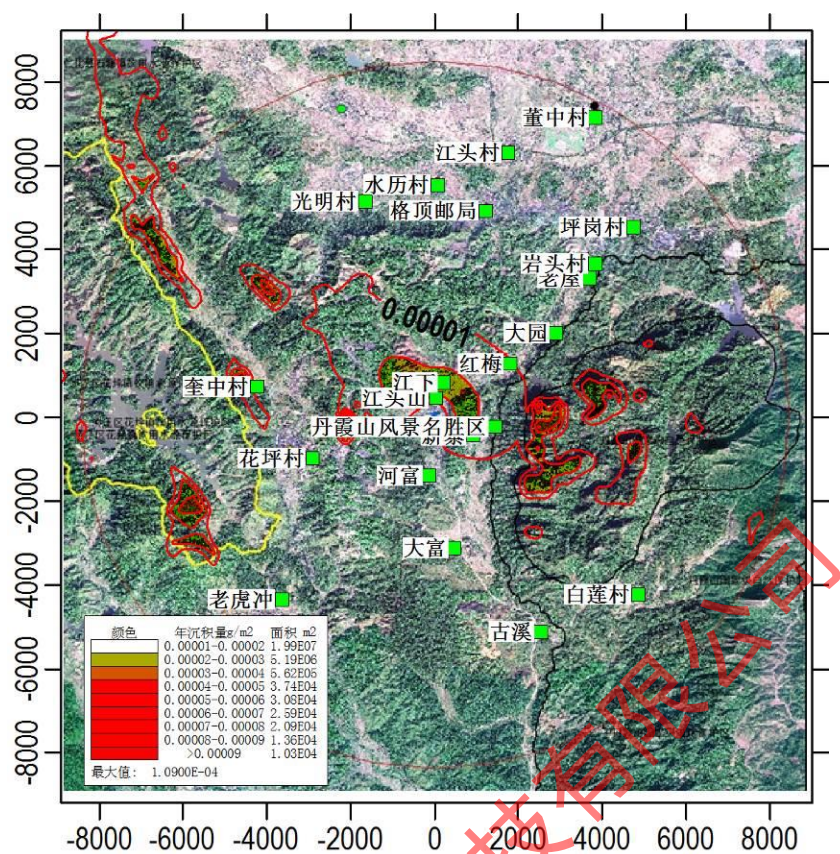 8000
6000
4000
2000
0
-2000
-4000
-6000
-8000
董中村
江头村
水历村
光明村
格顶邮局
坪岗村
岩头村
老屋
0.00001
大园
红梅
江下
奎中村
江头山
丹霞山风景名胜区
花坪村
河富
大富
白莲村
老虎冲
古溪
颜色 年沉积量g/m2 面积 m2
0.00001-0.00002 1.99E07
0.00002-0.00003 5.19E06
0.00003-0.00004 5.62E05
0.00004-0.00005 3.74E04
0.00005-0.00006 3.08E04
0.00006-0.00007 2.59E04
0.00007-0.00008 2.09E04
0.00008-0.00009 1.36E04
>0.00009 1.03E04
最大值: 1.0900E-04
-8000 -6000 -4000 -2000 0 2000 4000 6000 8000
技有限公司